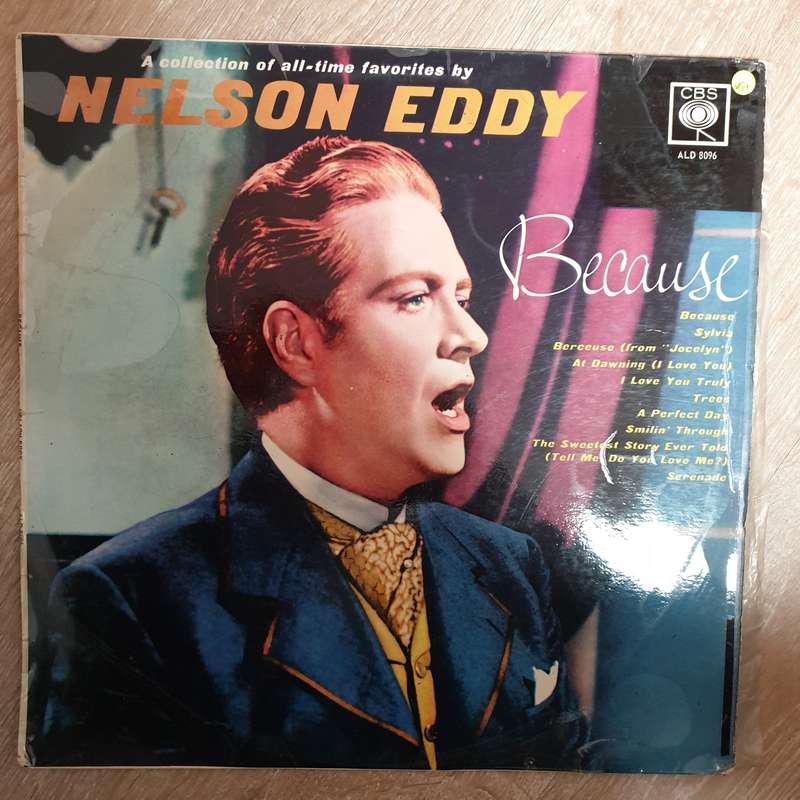 A collection of all-time favorites by
NELSON EDDY
CBS
ALD 8096
Because
Because
Sylvia
Berceuse (from "Jocelyn")
At Dawning (I Love You)
I Love You Truly
Trees
A Perfect Day
Smilin' Through
The Sweetest Story Ever Told
(Tell Me, Do You Love Me?)
Serenade